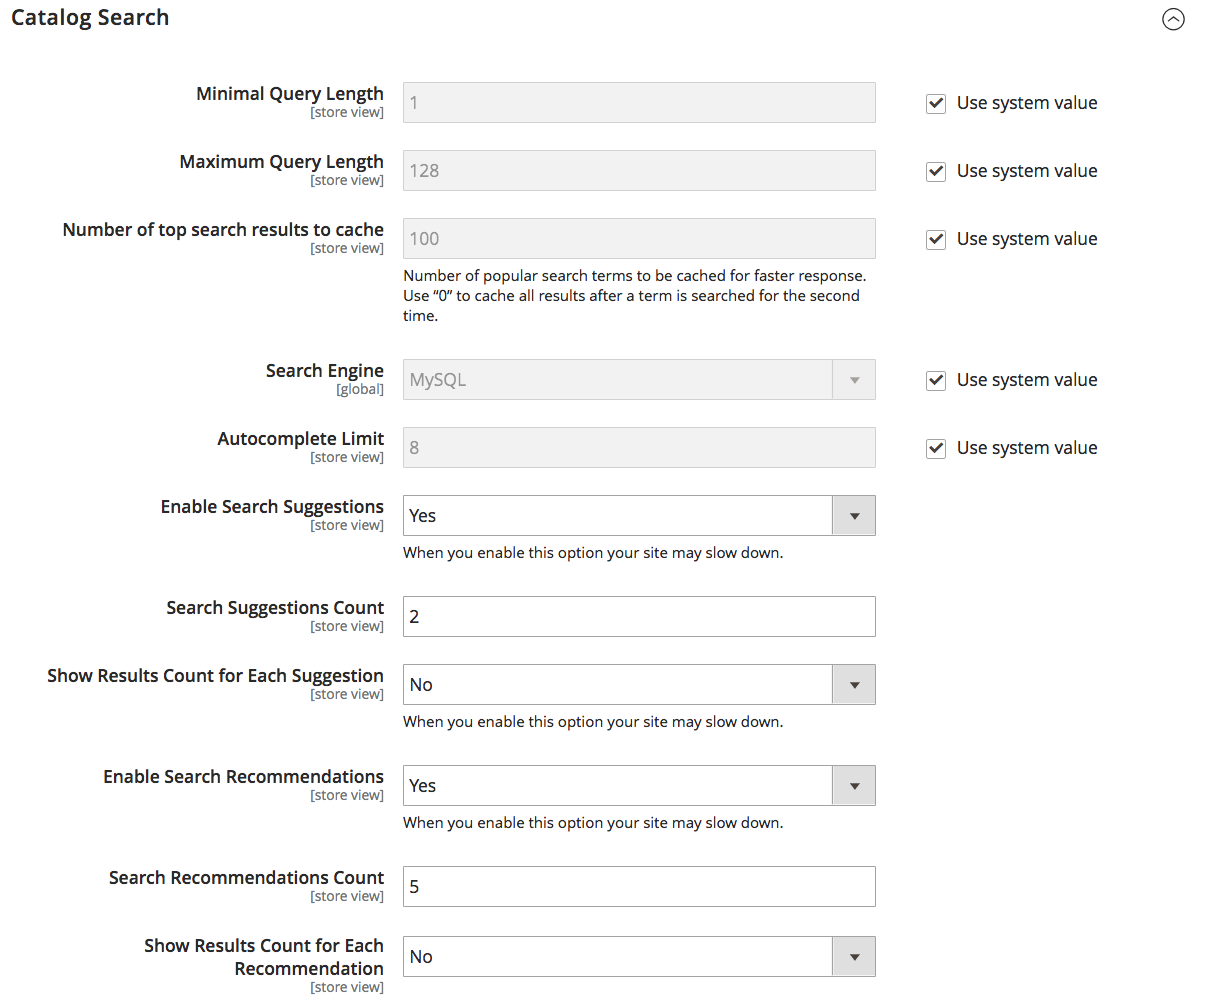 Catalog Search
Minimal Query Length
[store view]
1
Use system value
Maximum Query Length
[store view]
128
Use system value
Number of top search results to cache
[store view]
100
Use system value
Number of popular search terms to be cached for faster response.
Use “0” to cache all results after a term is searched for the second
time.
Search Engine
[global]
MySQL
Use system value
Autocomplete Limit
[store view]
8
Use system value
Enable Search Suggestions
[store view]
Yes
When you enable this option your site may slow down.
Search Suggestions Count
[store view]
2
Show Results Count for Each Suggestion
[store view]
No
When you enable this option your site may slow down.
Enable Search Recommendations
[store view]
Yes
When you enable this option your site may slow down.
Search Recommendations Count
[store view]
5
Show Results Count for Each
Recommendation
[store view]
No